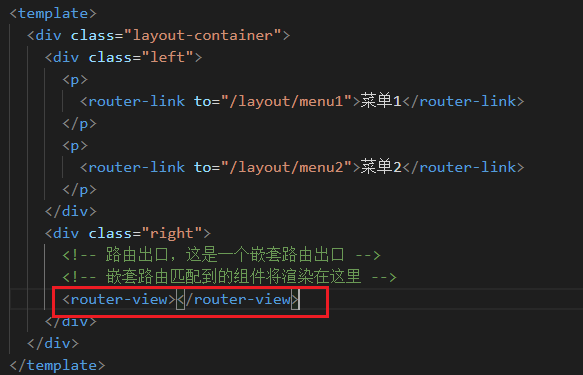 <template>
<div class="layout-container">
<div class="left">
<p>
<router-link to="/layout/menu1">菜单1</router-link>
</p>
<p>
<router-link to="/layout/menu2">菜单2</router-link>
</p>
</div>
<div class="right">
<!-- 路由出口，这是一个嵌套路由出口 -->
<!-- 嵌套路由匹配到的组件将渲染在这里 -->
<router-view></router-view>
</div>
</div>
</template>